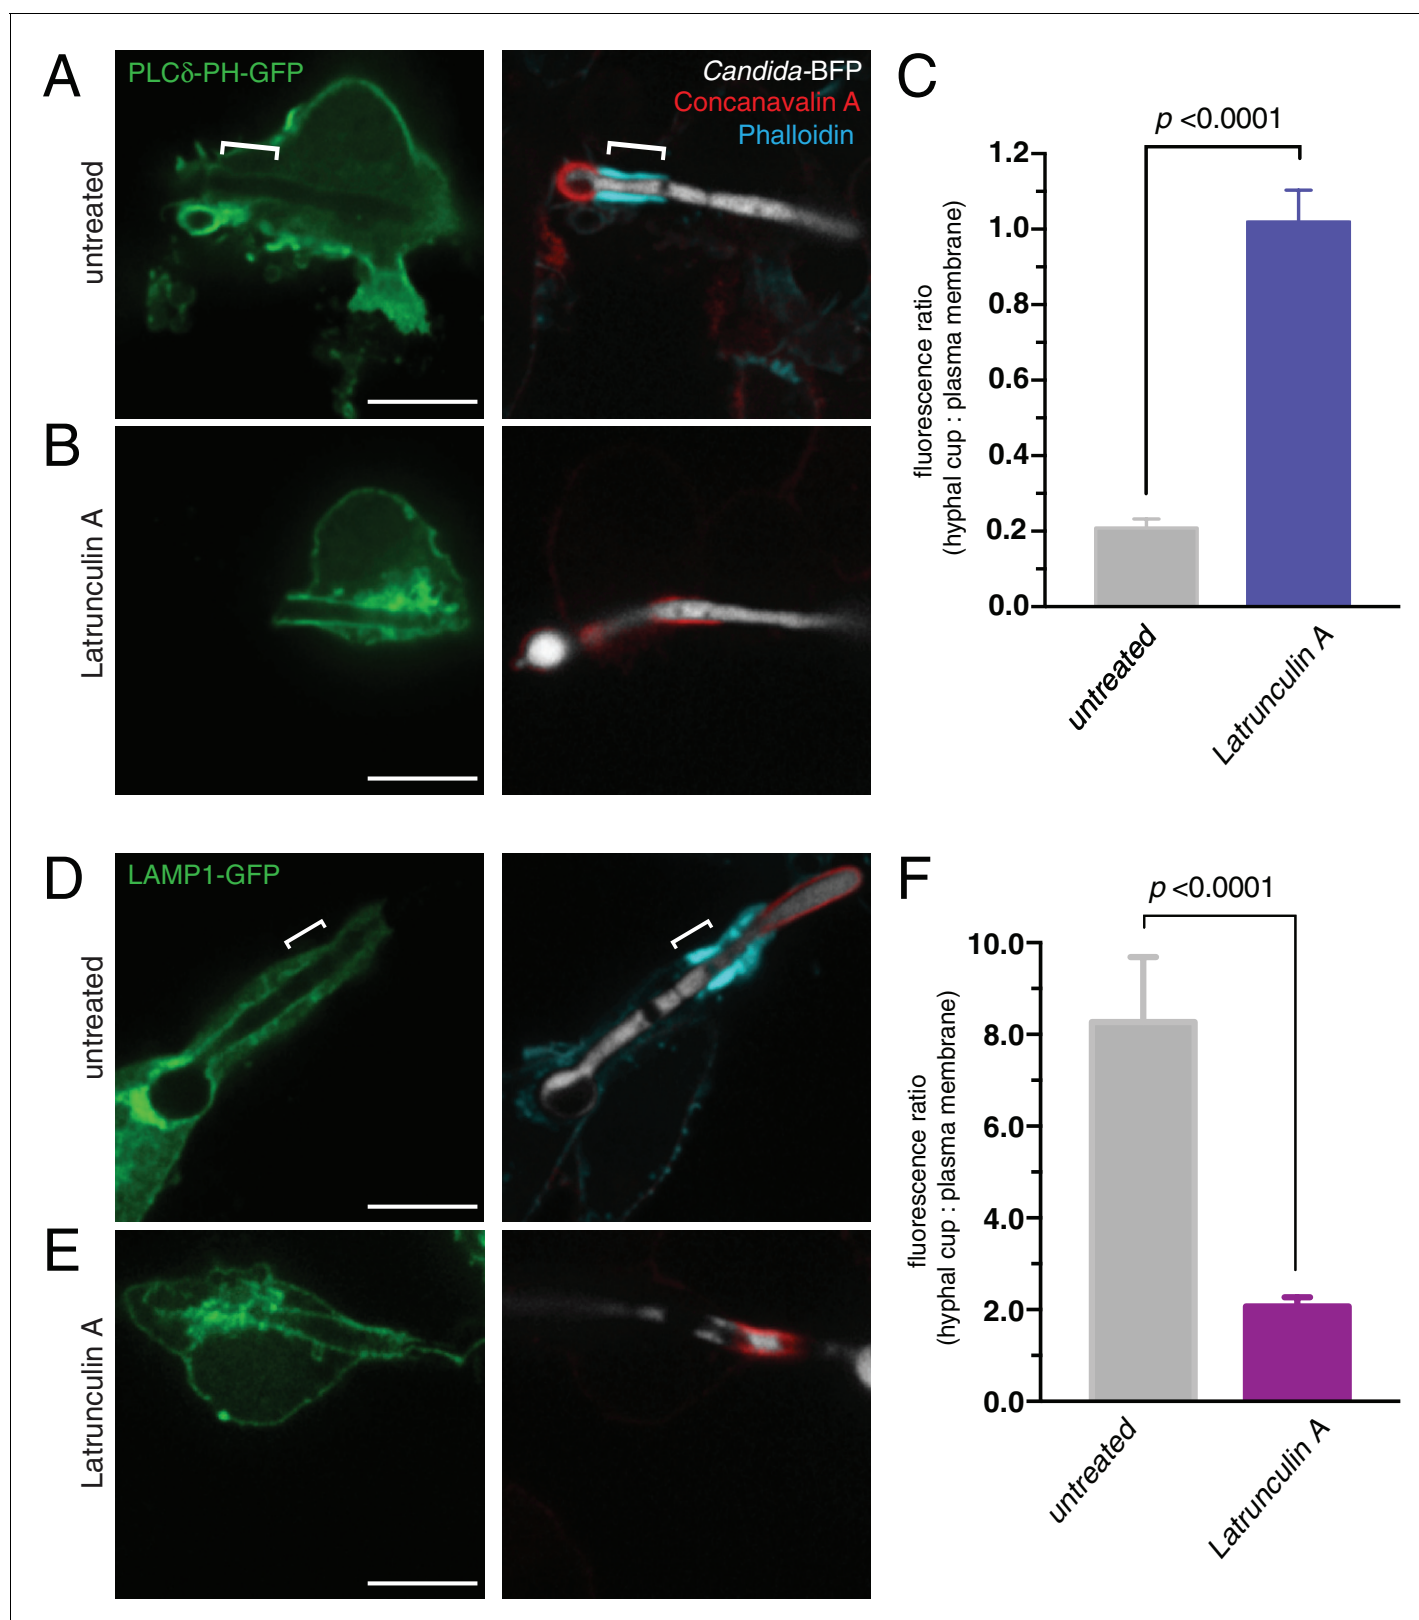 A
PLCδ-PH-GFP
untreated
Candida-BFP
Concanavalin A
Phalloidin
B
Latrunculin A
C
p <0.0001
fluorescence ratio
(hyphal cup : plasma membrane)
1.2
1.0
0.8
0.6
0.4
0.2
0.0
untreated
Latrunculin A
D
LAMP1-GFP
untreated
E
Latrunculin A
F
p <0.0001
fluorescence ratio
(hyphal cup : plasma membrane)
10.0
8.0
6.0
4.0
2.0
0.0
untreated
Latrunculin A